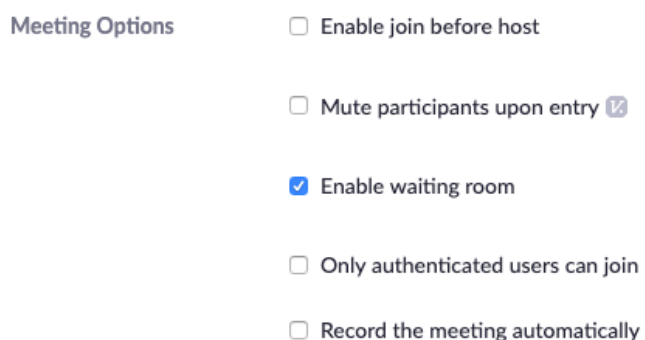 Meeting Options
Enable join before host
Mute participants upon entry
Enable waiting room
Only authenticated users can join
Record the meeting automatically